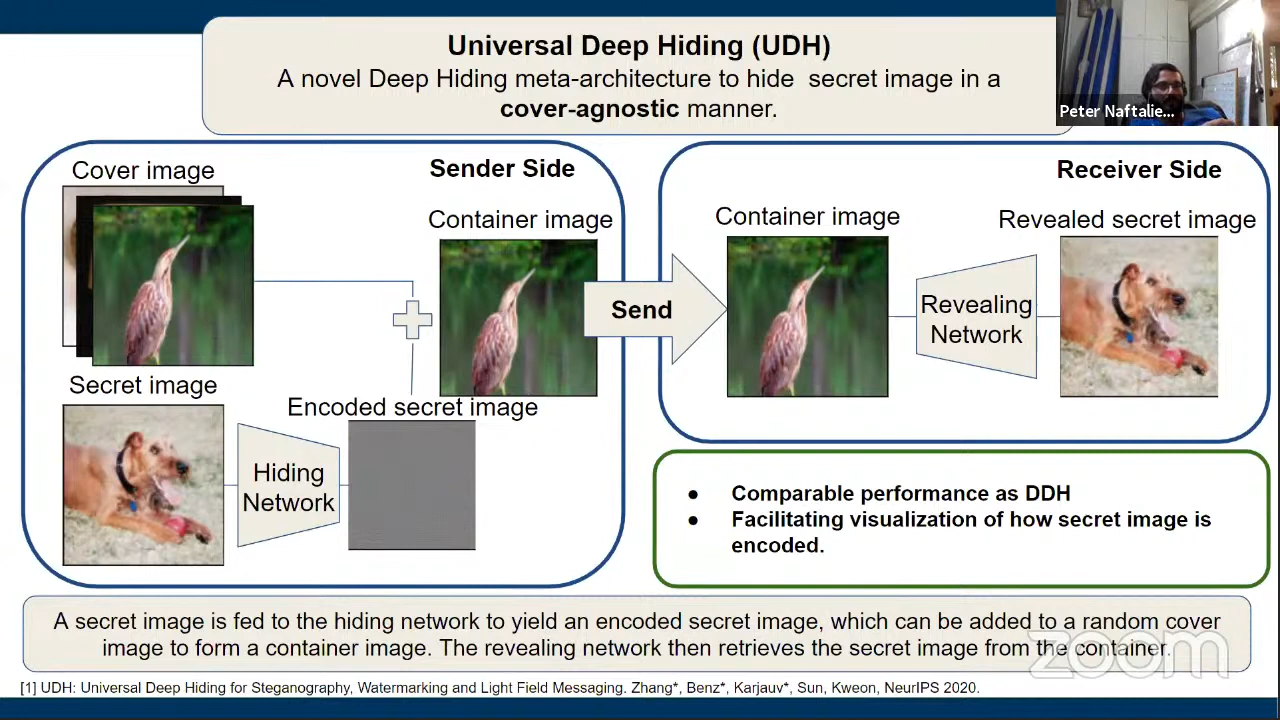 Universal Deep Hiding (UDH)
A novel Deep Hiding meta-architecture to hide secret image in a
cover-agnostic manner.
Peter Naftalie...
Cover image
Sender Side
Container image
Secret image
Encoded secret image
Hiding
Network
Send
Receiver Side
Container image
Revealed secret image
Revealing
Network
● Comparable performance as DDH
● Facilitating visualization of how secret image is
encoded.
A secret image is fed to the hiding network to yield an encoded secret image, which can be added to a random cover
image to form a container image. The revealing network then retrieves the secret image from the container.
zoom
[1] UDH: Universal Deep Hiding for Steganography, Watermarking and Light Field Messaging. Zhang*, Benz*, Karjauv*, Sun, Kweon, NeurIPS 2020.